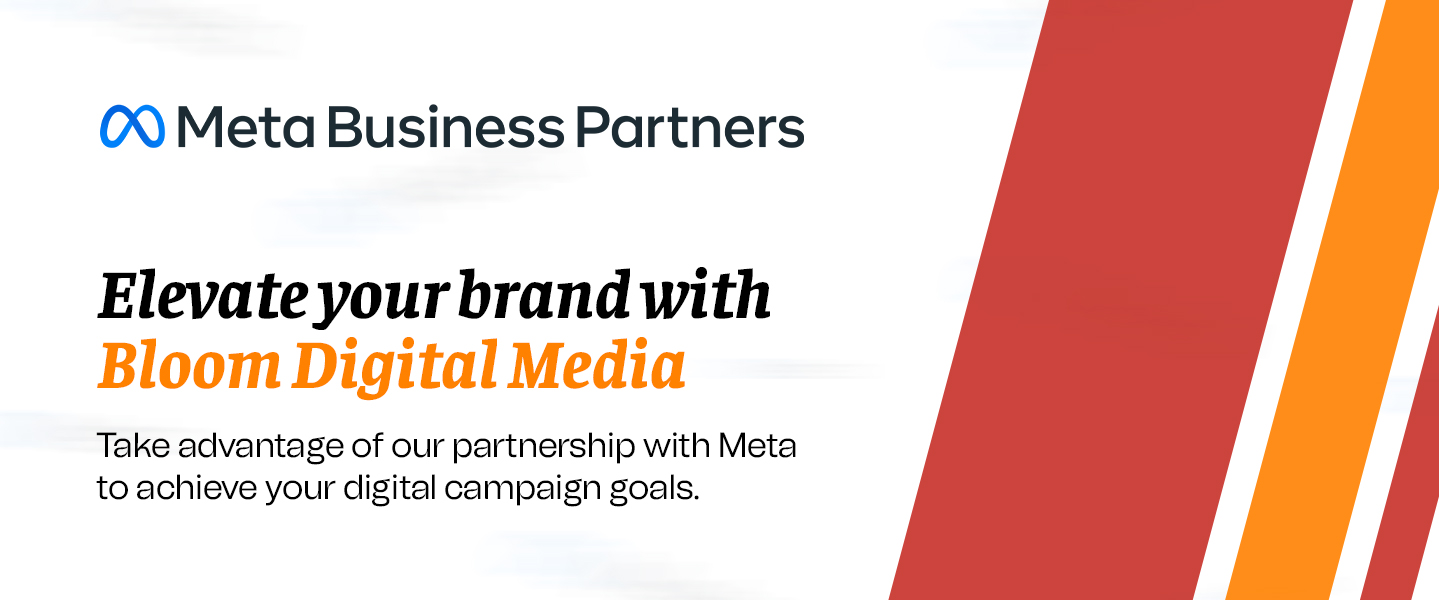 Meta Business Partners
Elevate your brand with
Bloom Digital Media
Take advantage of our partnership with Meta
to achieve your digital campaign goals.